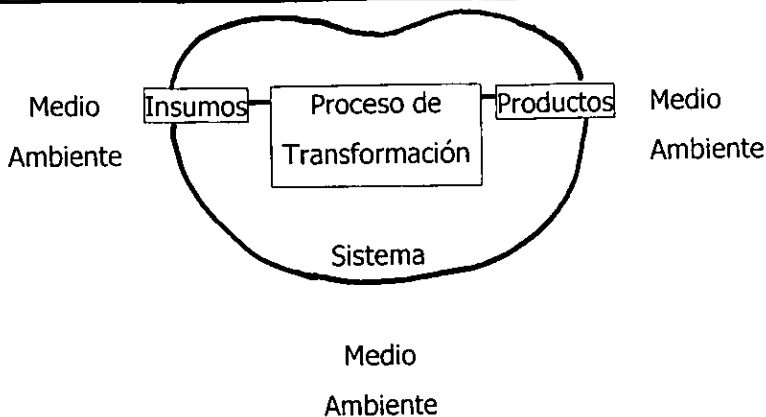 Medio
Ambiente
Insumos
Proceso de
Transformación
Productos
Medio
Ambiente
Sistema
Medio
Ambiente